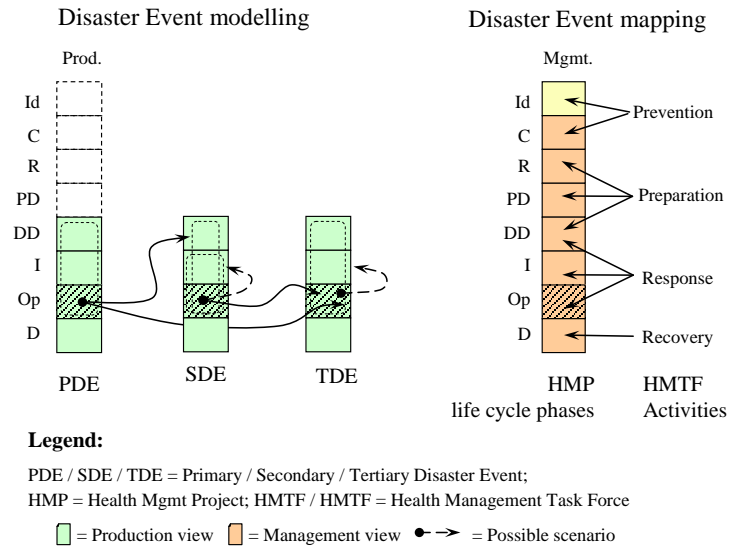 Disaster Event modelling
Disaster Event mapping
Prod.
Mgmt.
Id
C
R
PD
DD
I
Op
D
PDE
SDE
TDE
Id
C
R
PD
DD
I
Op
D
Prevention
Preparation
Response
Recovery
HMP
life cycle phases
HMTF
Activities
Legend:
PDE / SDE / TDE = Primary / Secondary / Tertiary Disaster Event;
HMP = Health Mgmt Project; HMTF / HMTF = Health Management Task Force
= Production view = Management view = Possible scenario